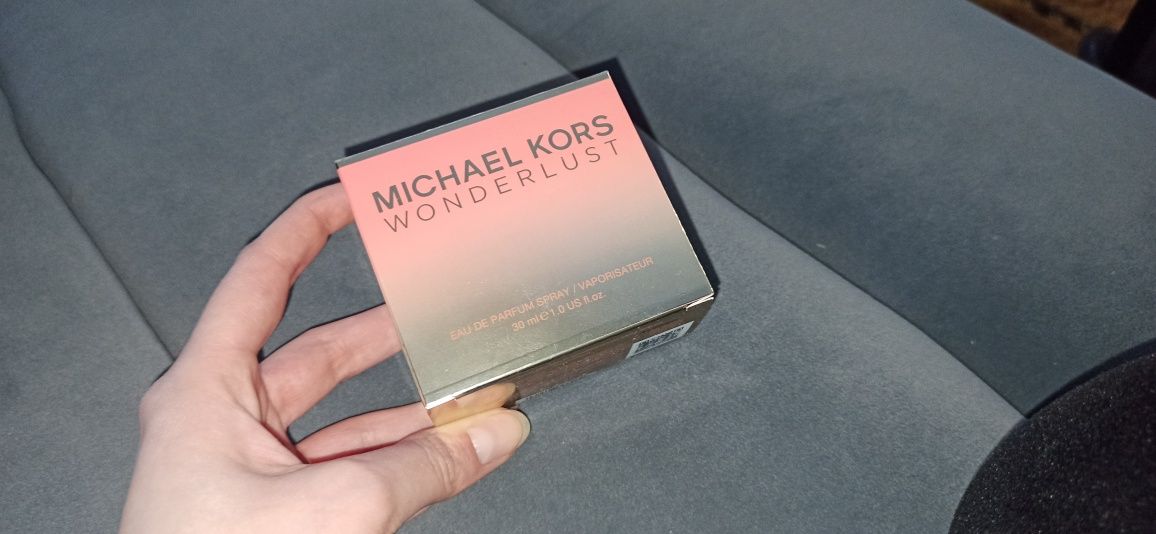 MICHAEL KORS
WONDERLUST
EAU DE PARFUM SPRAY / VAPORISATEUR
30 ml ℮ 1.0 US fl.oz.